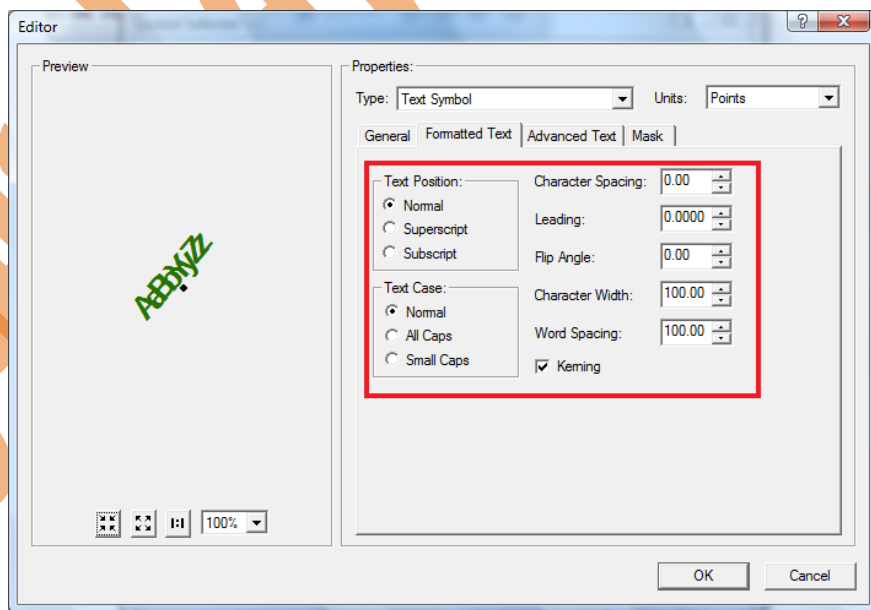 Editor
Preview
AaBbYyZz
100%
Properties:
Type: Text Symbol
Units: Points
General Formatted Text Advanced Text Mask
Text Position:
Normal
Superscript
Subscript
Text Case:
Normal
All Caps
Small Caps
Character Spacing: 0.00
Leading: 0.0000
Flip Angle: 0.00
Character Width: 100.00
Word Spacing: 100.00
Kerning
OK Cancel